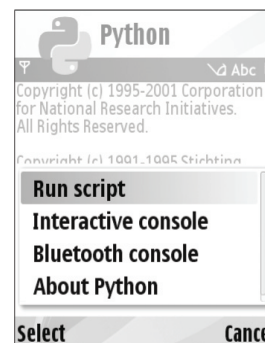 Python
Abc
Copyright (c) 1995-2001 Corporation
for National Research Initiatives.
All Rights Reserved.
Copyright (c) 1991-1995 Stichting
Run script
Interactive console
Bluetooth console
About Python
Select
Cance